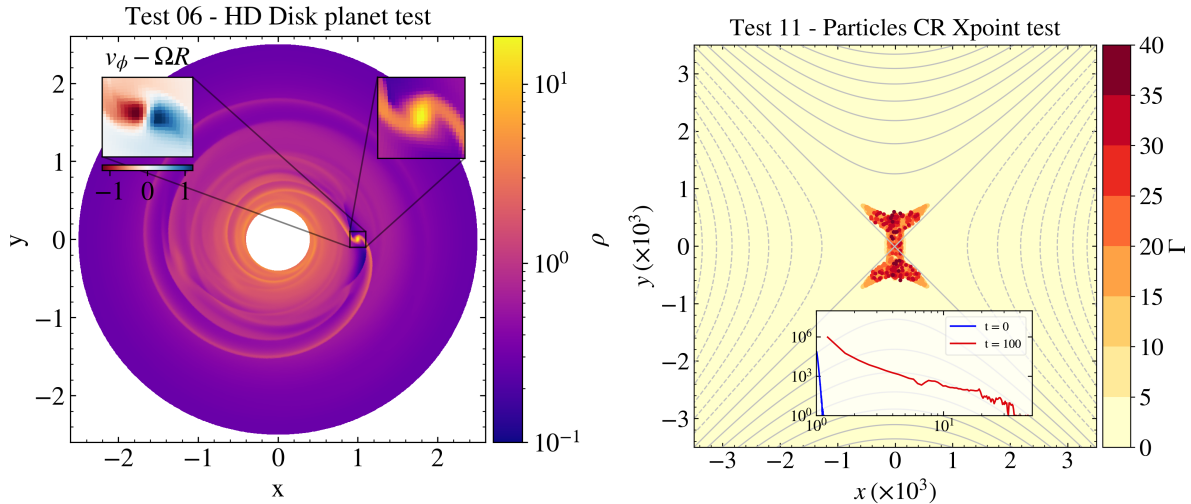 Test 06 - HD Disk planet test
v_ϕ − ΩR
−1 0 1
2
1
0
−1
−2
y
−2 −1 0 1 2
x
10^1
10^0
10^−1
ρ
Test 11 - Particles CR Xpoint test
3
2
1
0
−1
−2
−3
y (×10^3)
−3 −2 −1 0 1 2 3
x (×10^3)
t = 0
t = 100
10^6
10^3
10^0
10^0 10^1
40
35
30
25
20
15
10
5
0
Γ